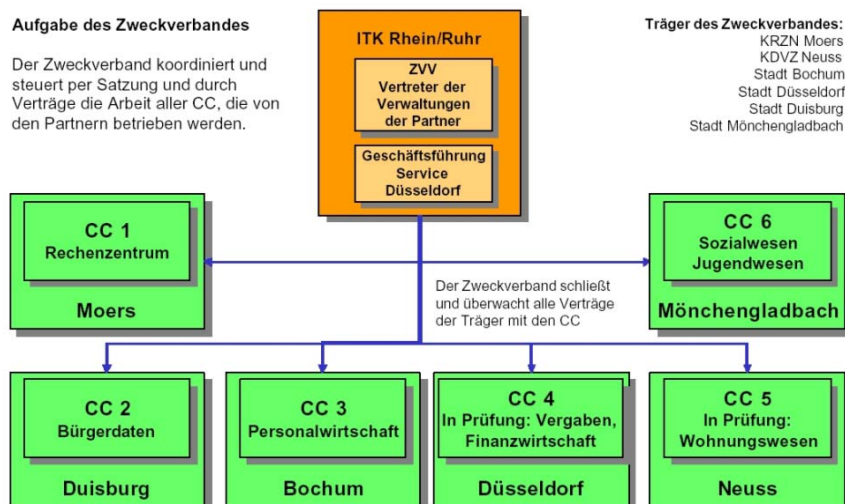 Aufgabe des Zweckverbandes
Der Zweckverband koordiniert und
steuert per Satzung und durch
Verträge die Arbeit aller CC, die von
den Partnern betrieben werden.
ITK Rhein/Ruhr
ZVV
Vertreter der
Verwaltungen
der Partner
Geschäftsführung
Service
Düsseldorf
Träger des Zweckverbandes:
KRZN Moers
KDVZ Neuss
Stadt Bochum
Stadt Düsseldorf
Stadt Duisburg
Stadt Mönchengladbach
CC 1
Rechenzentrum
Moers
CC 6
Sozialwesen
Jugendwesen
Mönchengladbach
Der Zweckverband schließt
und überwacht alle Verträge
der Träger mit den CC
CC 2
Bürgerdaten
Duisburg
CC 3
Personalwirtschaft
Bochum
CC 4
In Prüfung: Vergaben,
Finanzwirtschaft
Düsseldorf
CC 5
In Prüfung:
Wohnungswesen
Neuss